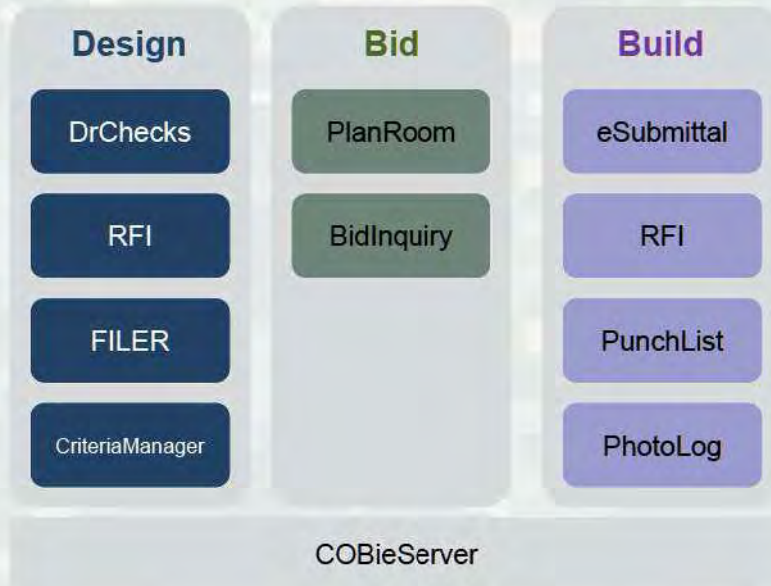 Design
DrChecks
RFI
FILER
CriteriaManager
Bid
PlanRoom
BidInquiry
Build
eSubmittal
RFI
PunchList
PhotoLog
COBieServer